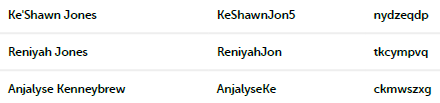 Ke'Shawn Jones KeShawnJon5 nydzeqdp
Reniyah Jones ReniyahJon tkcympvq
Anjalyse Kenneybrew AnjalyseKe ckmwszxg